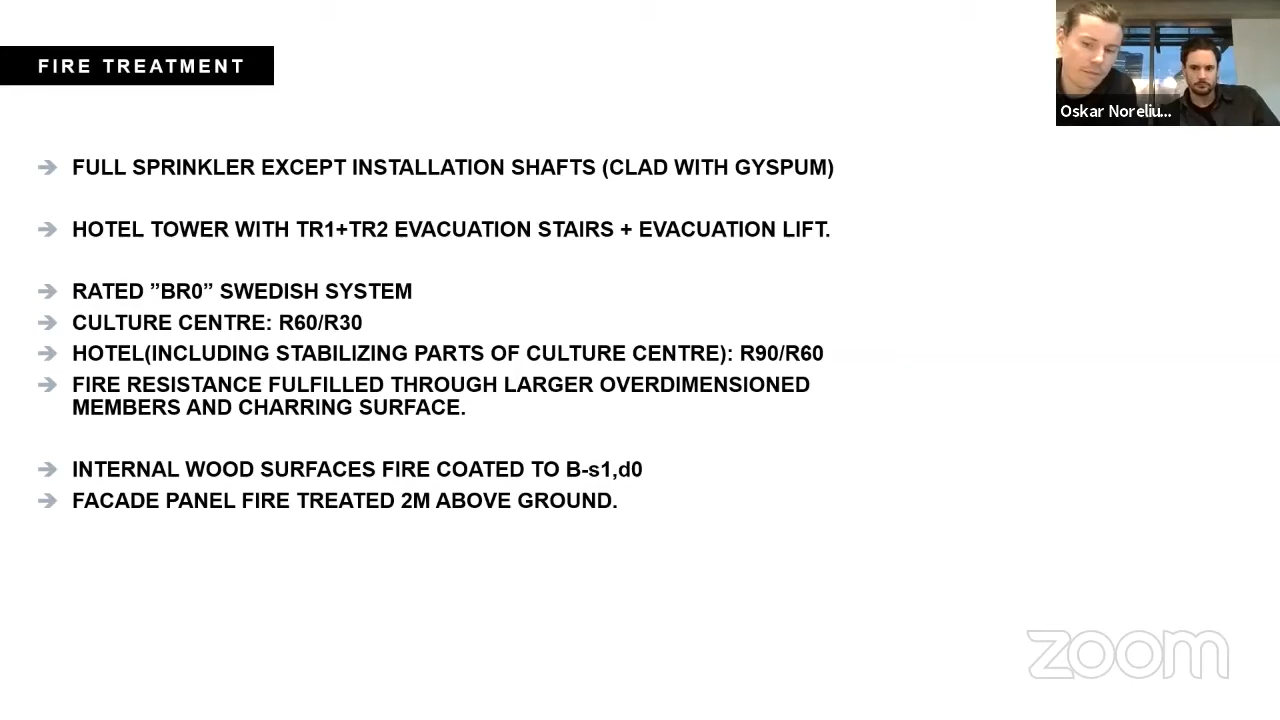 FIRE TREATMENT
Oskar Noreliu...
→ FULL SPRINKLER EXCEPT INSTALLATION SHAFTS (CLAD WITH GYSPUM)
→ HOTEL TOWER WITH TR1+TR2 EVACUATION STAIRS + EVACUATION LIFT.
→ RATED ”BR0” SWEDISH SYSTEM
→ CULTURE CENTRE: R60/R30
→ HOTEL(INCLUDING STABILIZING PARTS OF CULTURE CENTRE): R90/R60
→ FIRE RESISTANCE FULFILLED THROUGH LARGER OVERDIMENSIONED
MEMBERS AND CHARRING SURFACE.
→ INTERNAL WOOD SURFACES FIRE COATED TO B-s1,d0
→ FACADE PANEL FIRE TREATED 2M ABOVE GROUND.
zoom